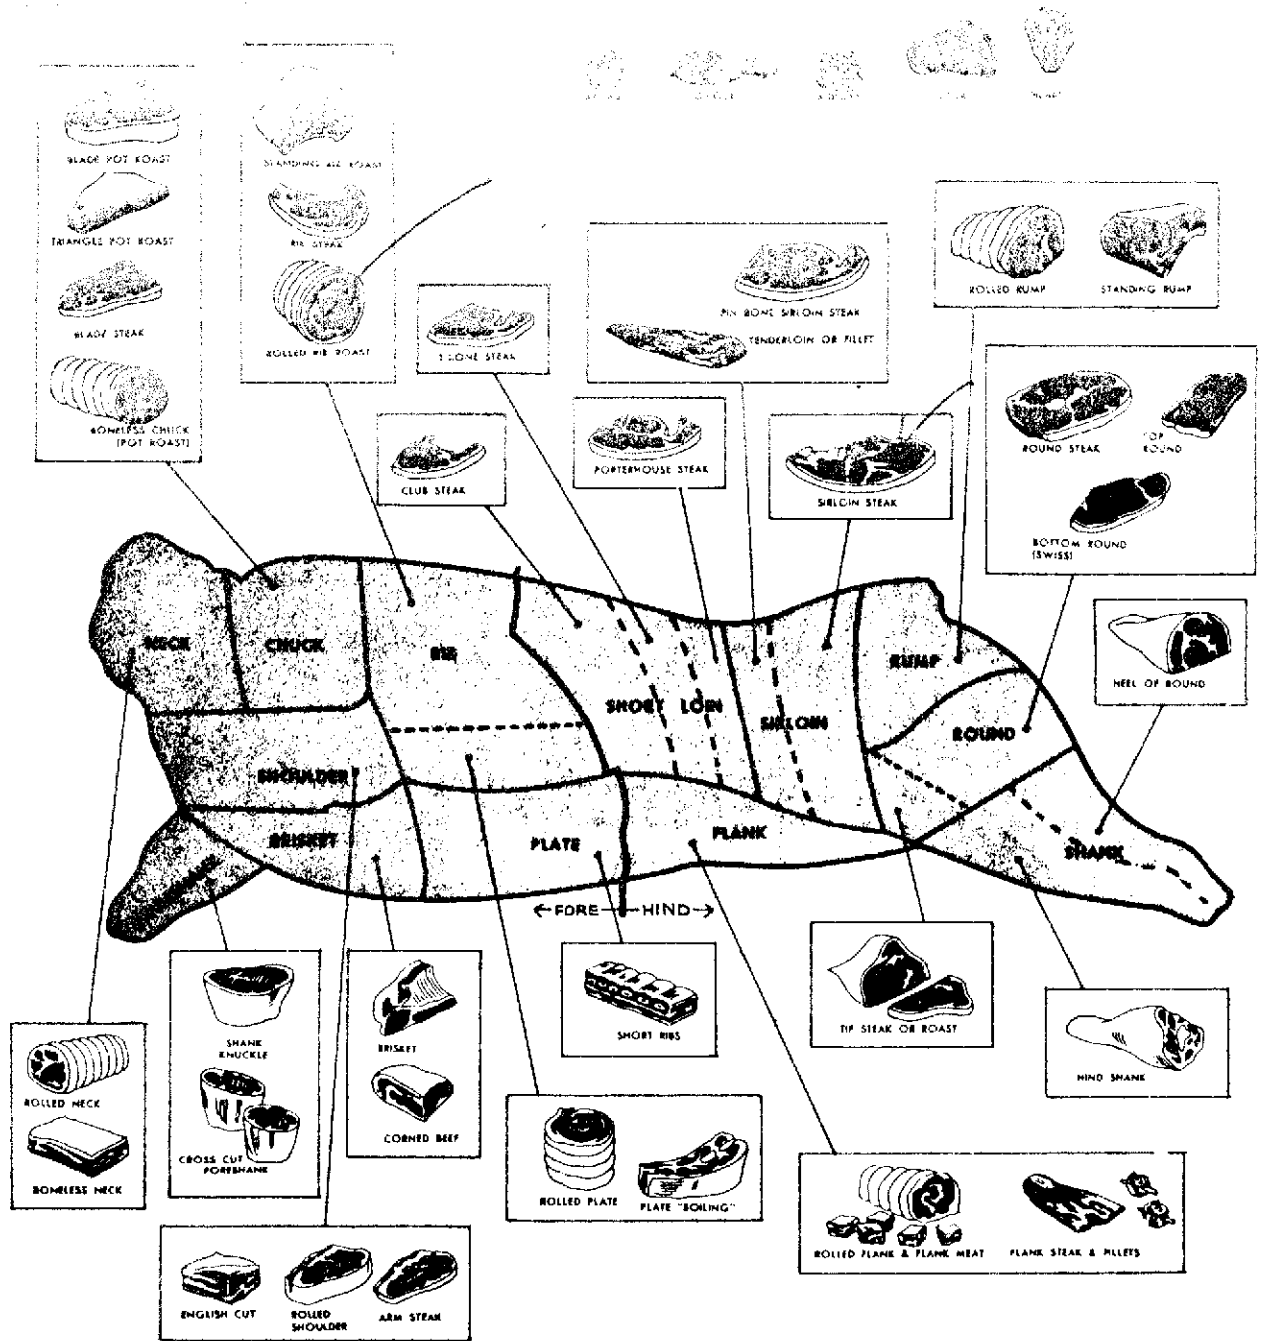 BLADE POT ROAST
TRIANGLE POT ROAST
BLADE STEAK
BONELESS CHUCK
(POT ROAST)
STANDING RIB ROAST
RIB STEAK
ROLLED RIB ROAST
T-BONE STEAK
CLUB STEAK
PIN BONE SIRLOIN STEAK
TENDERLOIN OR FILLET
PORTERHOUSE STEAK
SIRLOIN STEAK
ROLLED RUMP
STANDING RUMP
ROUND STEAK
TOP
ROUND
BOTTOM ROUND
(SWISS)
HEEL OF ROUND
NECK
CHUCK
RIB
SHORT LOIN
SIRLOIN
RUMP
ROUND
SHOULDER
BRISKET
PLATE
FLANK
SHANK
←FORE HIND→
SHANK
KNUCKLE
CROSS CUT
FORESHANK
BRISKET
CORNED BEEF
SHORT RIBS
TIP STEAK OR ROAST
HIND SHANK
ROLLED NECK
BONELESS NECK
ROLLED PLATE
PLATE "BOILING"
ROLLED FLANK & FLANK MEAT
FLANK STEAK & FILLETS
ENGLISH CUT
ROLLED
SHOULDER
ARM STEAK